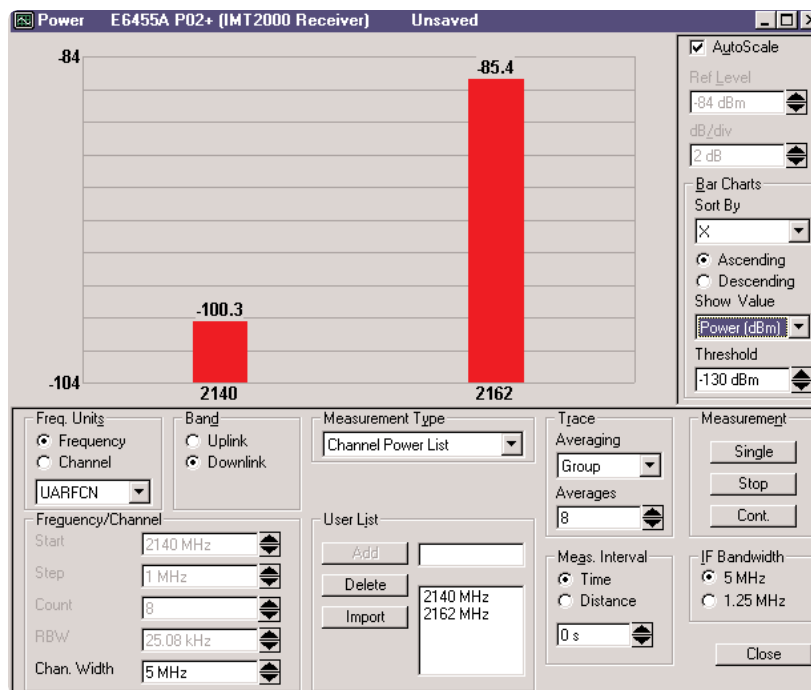 Power E6455A P02+ (IMT2000 Receiver) Unsaved
-84
-85.4
-100.3
-104
2140 2162
AutoScale
Ref Level
-84 dBm
dB/div
2 dB
Bar Charts
Sort By
X
Ascending
Descending
Show Value
Power (dBm)
Threshold
-130 dBm
Freq. Units
Frequency
Channel
UARFCN
Band
Uplink
Downlink
Measurement Type
Channel Power List
Trace
Averaging
Group
Averages
8
Measurement
Single
Stop
Cont.
Freguency/Channel
Start 2140 MHz
Step 1 MHz
Count 8
RBW 25.08 kHz
Chan. Width 5 MHz
User List
Add
Delete
Import
2140 MHz
2162 MHz
Meas. Interval
Time
Distance
0 s
IF Bandwidth
5 MHz
1.25 MHz
Close